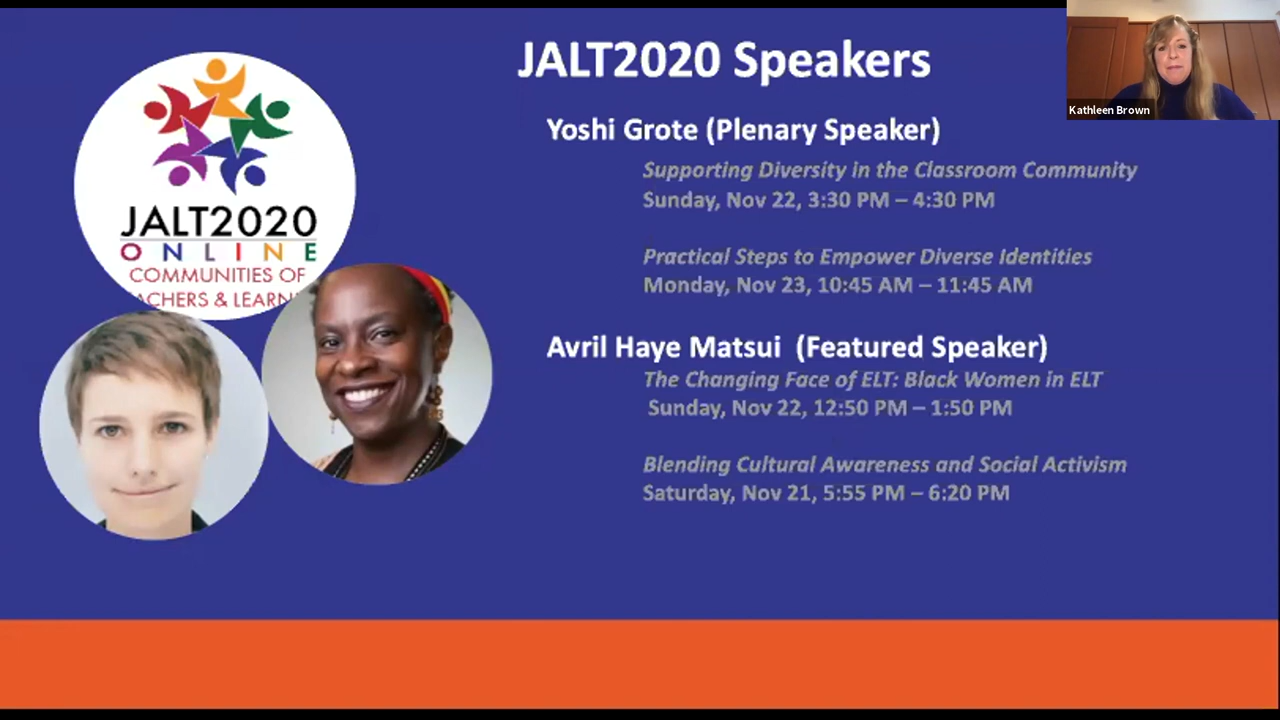 JALT2020 Speakers
Kathleen Brown
Yoshi Grote (Plenary Speaker)
Supporting Diversity in the Classroom Community
Sunday, Nov 22, 3:30 PM – 4:30 PM
Practical Steps to Empower Diverse Identities
Monday, Nov 23, 10:45 AM – 11:45 AM
Avril Haye Matsui (Featured Speaker)
The Changing Face of ELT: Black Women in ELT
Sunday, Nov 22, 12:50 PM – 1:50 PM
Blending Cultural Awareness and Social Activism
Saturday, Nov 21, 5:55 PM – 6:20 PM
JALT2020
ONLINE
COMMUNITIES OF
ACHERS & LEARN